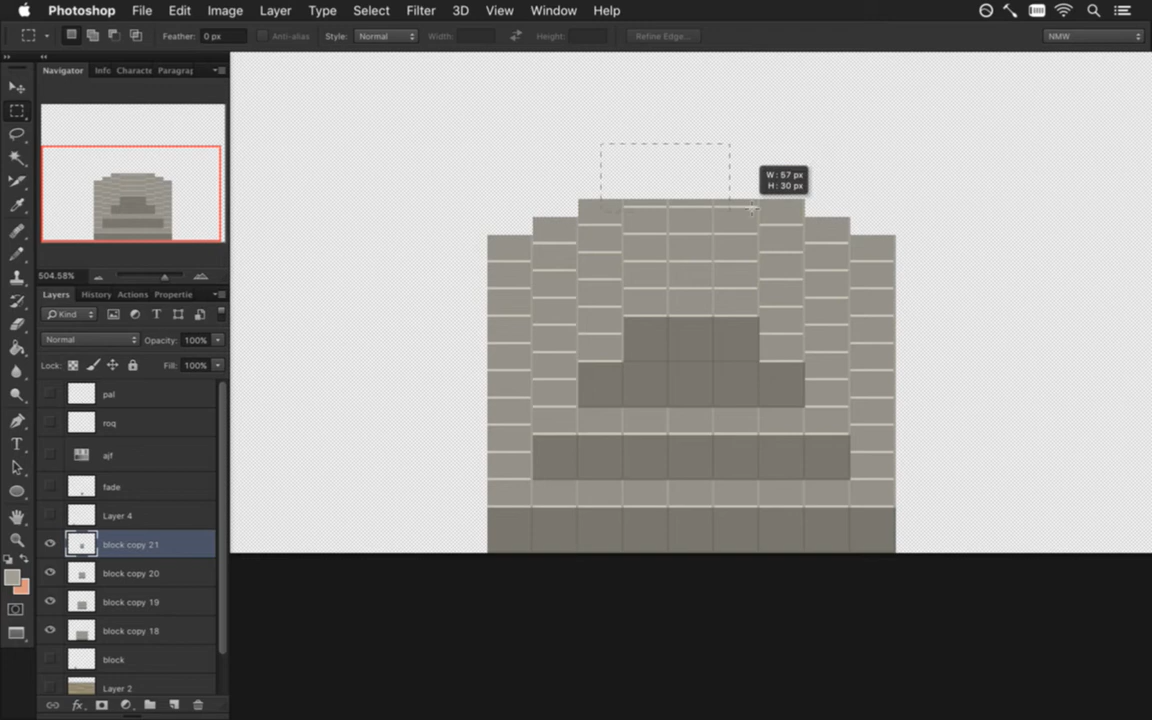 Photoshop File Edit Image Layer Type Select Filter 3D View Window Help
Feather: 0 px Anti-alias Style: Normal Width: Height: Refine Edge... NMW
Navigator Info Characte Paragrap
W: 57 px
H: 30 px
504.58%
Layers History Actions Propertie
Kind
Normal Opacity: 100%
Lock: Fill: 100%
pal
roq
ajf
fade
Layer 4
block copy 21
block copy 20
block copy 19
block copy 18
block
Layer 2